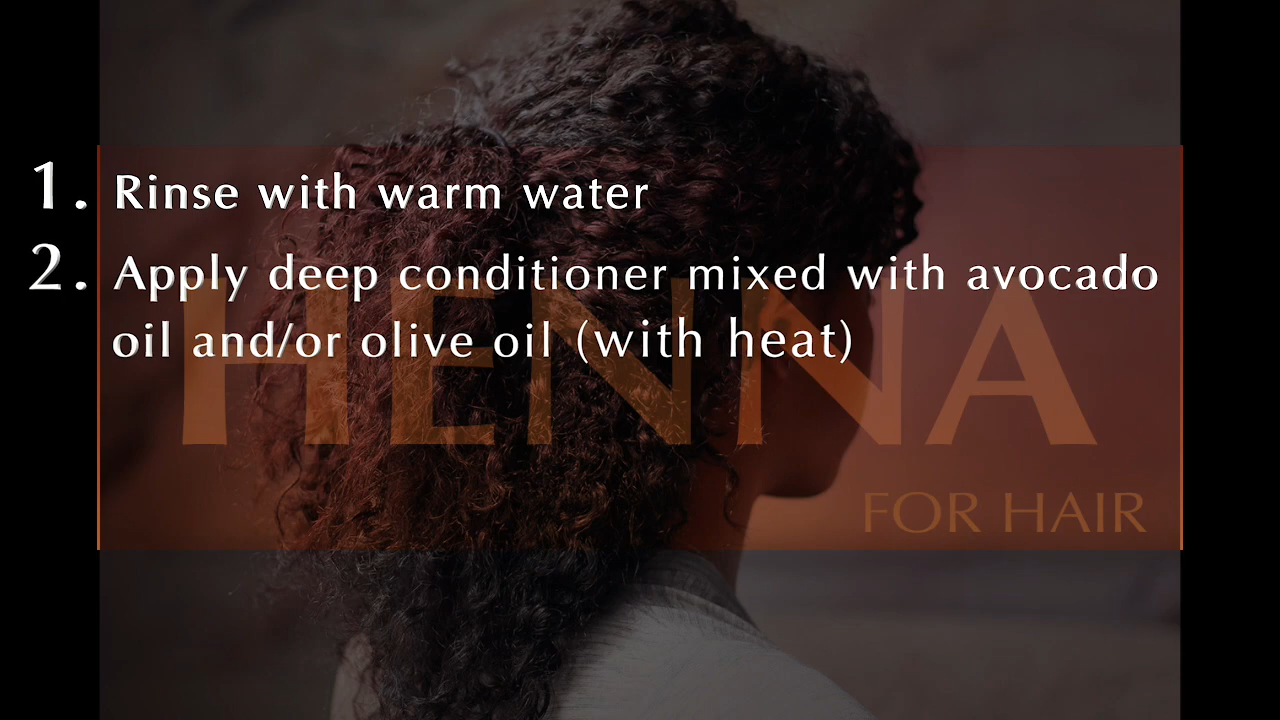 1. Rinse with warm water
2. Apply deep conditioner mixed with avocado
oil and/or olive oil (with heat)
HENNA
FOR HAIR